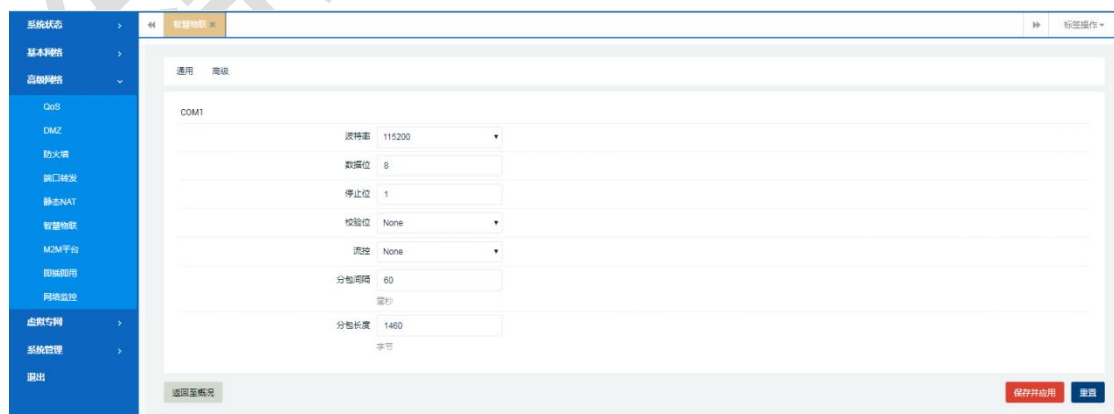 系统状态
基本网络
高级网络
QoS
DMZ
防火墙
端口转发
静态NAT
智慧物联
M2M平台
即插即用
网络监控
虚拟专网
系统管理
退出
智慧物联 ×
标签操作
通用 高级
COM1
波特率 115200
数据位 8
停止位 1
校验位 None
流控 None
分包间隔 60
毫秒
分包长度 1460
字节
返回至概况 保存并应用 重置